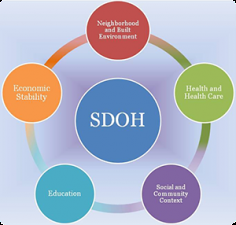 Neighborhood
and Built
Environment
Economic
Stability
Health and
Health Care
SDOH
Education
Social and
Community
Context